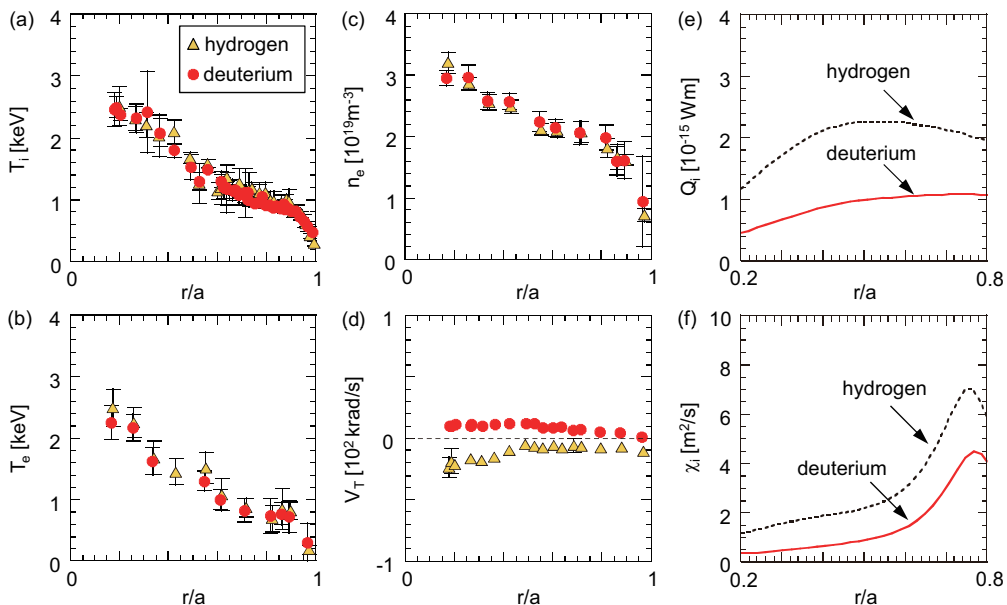 (a)
4
3
2
1
0
T_i [keV]
hydrogen
deuterium
0
1
r/a
(b)
4
3
2
1
0
T_e [keV]
0
1
r/a
(c)
4
3
2
1
0
n_e [10^19 m^-3]
0
1
r/a
(d)
1
0
-1
V_T [10^2 krad/s]
0
1
r/a
(e)
4
3
2
1
0
Q_i [10^-15 Wm]
hydrogen
deuterium
0.2
0.8
r/a
(f)
10
8
6
4
2
0
χ_i [m^2/s]
hydrogen
deuterium
0.2
0.8
r/a